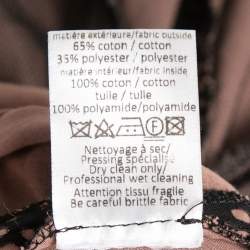 matière extérieure/fabric outside
65% coton / cotton
35% polyester / polyester
matière intérieur/fabric inside
100% coton / cotton
tulle / tulle
100% polyamide/polyamide
Nettoyage à sec/
Pressing spécialisé
Dry clean only/
Professional wet cleaning
Attention tissu fragile
Be careful brittle fabric